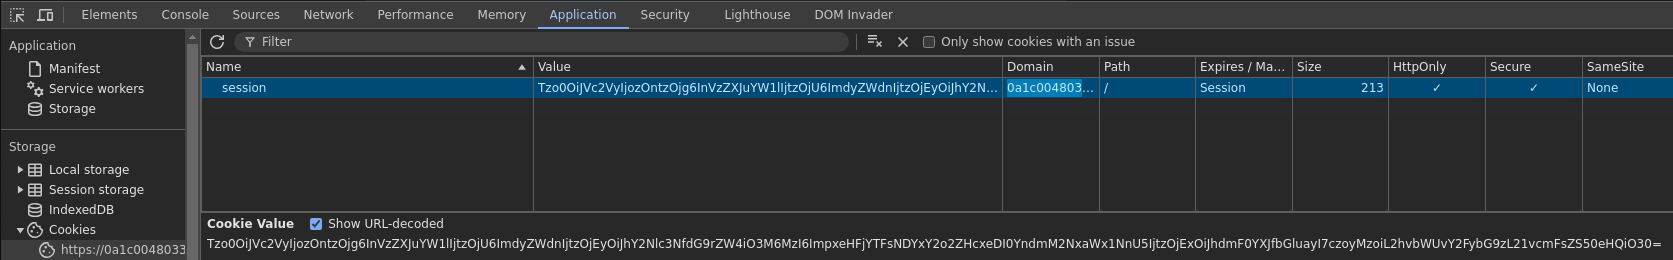 Elements Console Sources Network Performance Memory Application Security Lighthouse DOM Invader
Application
Manifest
Service workers
Storage
Storage
Local storage
Session storage
IndexedDB
Cookies
https://0a1c0048033
Filter
Only show cookies with an issue
Name Value Domain Path Expires / Ma... Size HttpOnly Secure SameSite
session Tzo0OiJVc2VyIjozOntzOjg6InVzZXJuYW1lIjtzOjU6ImdyZWdnIjtzOjEyOiJhY2N... 0a1c004803... / Session 213 ✓ ✓ None
Cookie Value Show URL-decoded
Tzo0OiJVc2VyIjozOntzOjg6InVzZXJuYW1lIjtzOjU6ImdyZWdnIjtzOjEyOiJhY2Nlc3NfdG9rZW4iO3M6MzI6ImpxeHFjYTFsNDYxY2o2ZHcxeDI0YndmM2NxaWx1NnU5IjtzOjExOiJhdmF0YXJfbGluayI7czoyMzoiL2hvbWUvY2FybG9zL21vcmFsZS50eHQiO30=